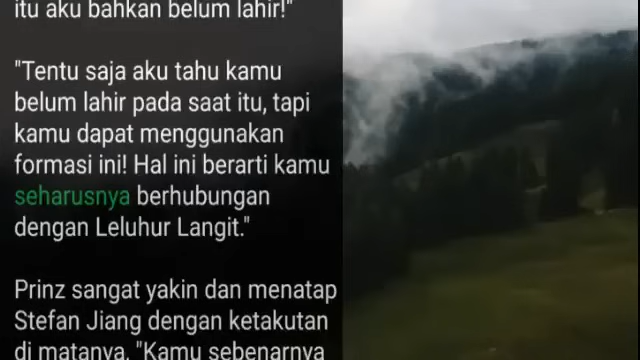 itu aku bahkan belum lahir!"
"Tentu saja aku tahu kamu
belum lahir pada saat itu, tapi
kamu dapat menggunakan
formasi ini! Hal ini berarti kamu
seharusnya berhubungan
dengan Leluhur Langit."
Prinz sangat yakin dan menatap
Stefan Jiang dengan ketakutan
di matanya. "Kamu sebenarnya